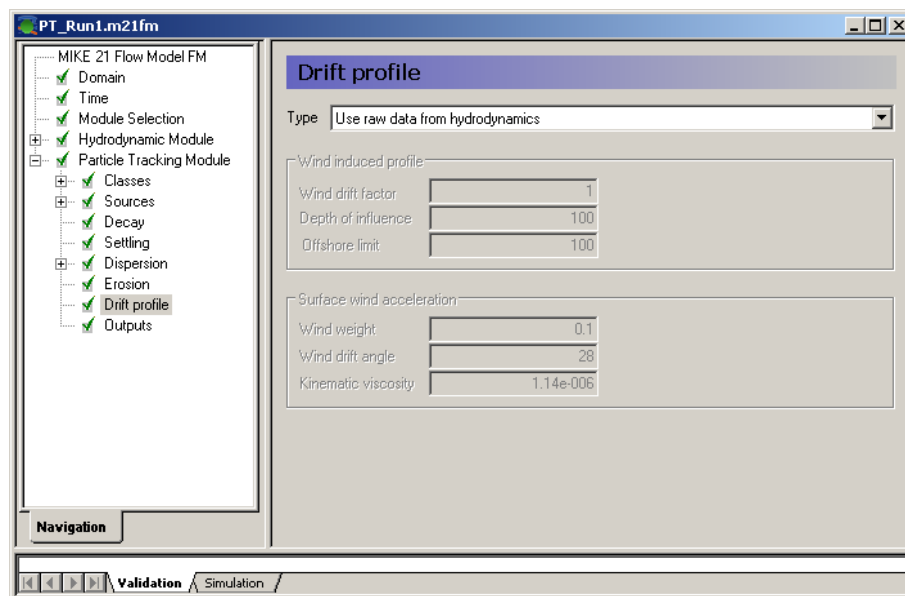 PT_Run1.m21fm
MIKE 21 Flow Model FM
Domain
Time
Module Selection
Hydrodynamic Module
Particle Tracking Module
Classes
Sources
Decay
Settling
Dispersion
Erosion
Drift profile
Outputs
Navigation
Drift profile
Type Use raw data from hydrodynamics
Wind induced profile
Wind drift factor 1
Depth of influence 100
Offshore limit 100
Surface wind acceleration
Wind weight 0.1
Wind drift angle 28
Kinematic viscosity 1.14e-006
Validation Simulation